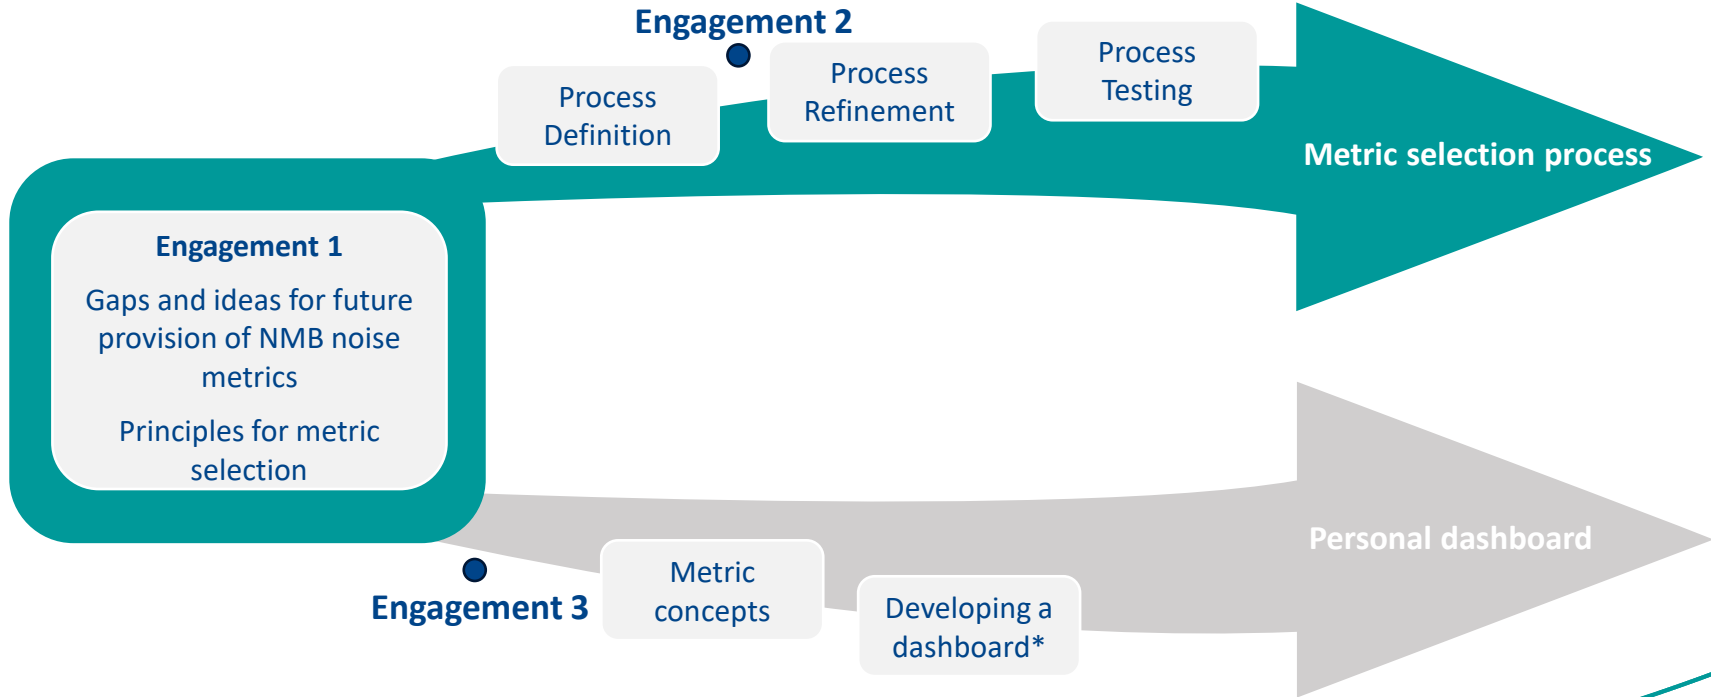 Engagement 2
Process
Definition
Process
Refinement
Process
Testing
Metric selection process
Engagement 1
Gaps and ideas for future
provision of NMB noise
metrics
Principles for metric
selection
Personal dashboard
Engagement 3
Metric
concepts
Developing a
dashboard*